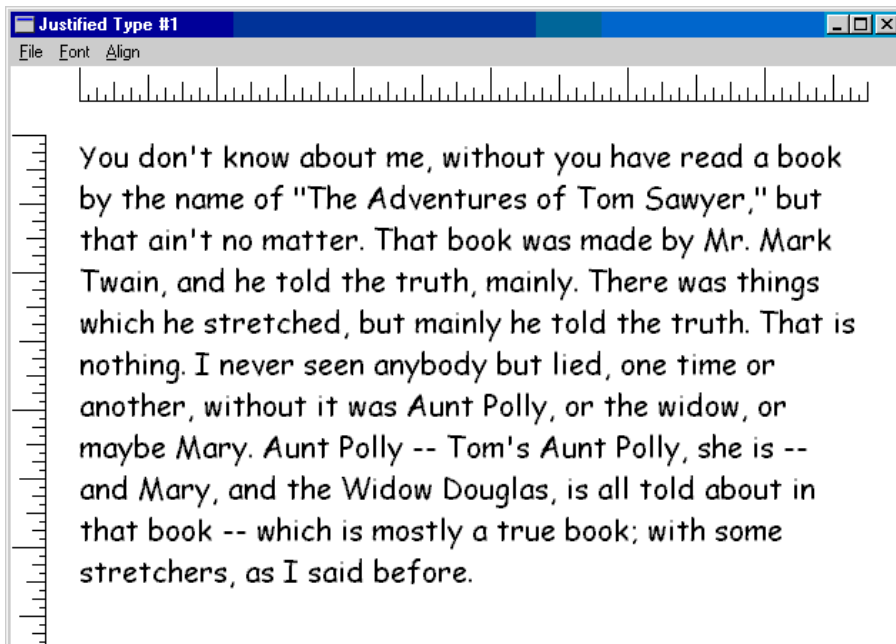 Justified Type #1
File Font Align
You don't know about me, without you have read a book
by the name of "The Adventures of Tom Sawyer," but
that ain't no matter. That book was made by Mr. Mark
Twain, and he told the truth, mainly. There was things
which he stretched, but mainly he told the truth. That is
nothing. I never seen anybody but lied, one time or
another, without it was Aunt Polly, or the widow, or
maybe Mary. Aunt Polly -- Tom's Aunt Polly, she is --
and Mary, and the Widow Douglas, is all told about in
that book -- which is mostly a true book; with some
stretchers, as I said before.